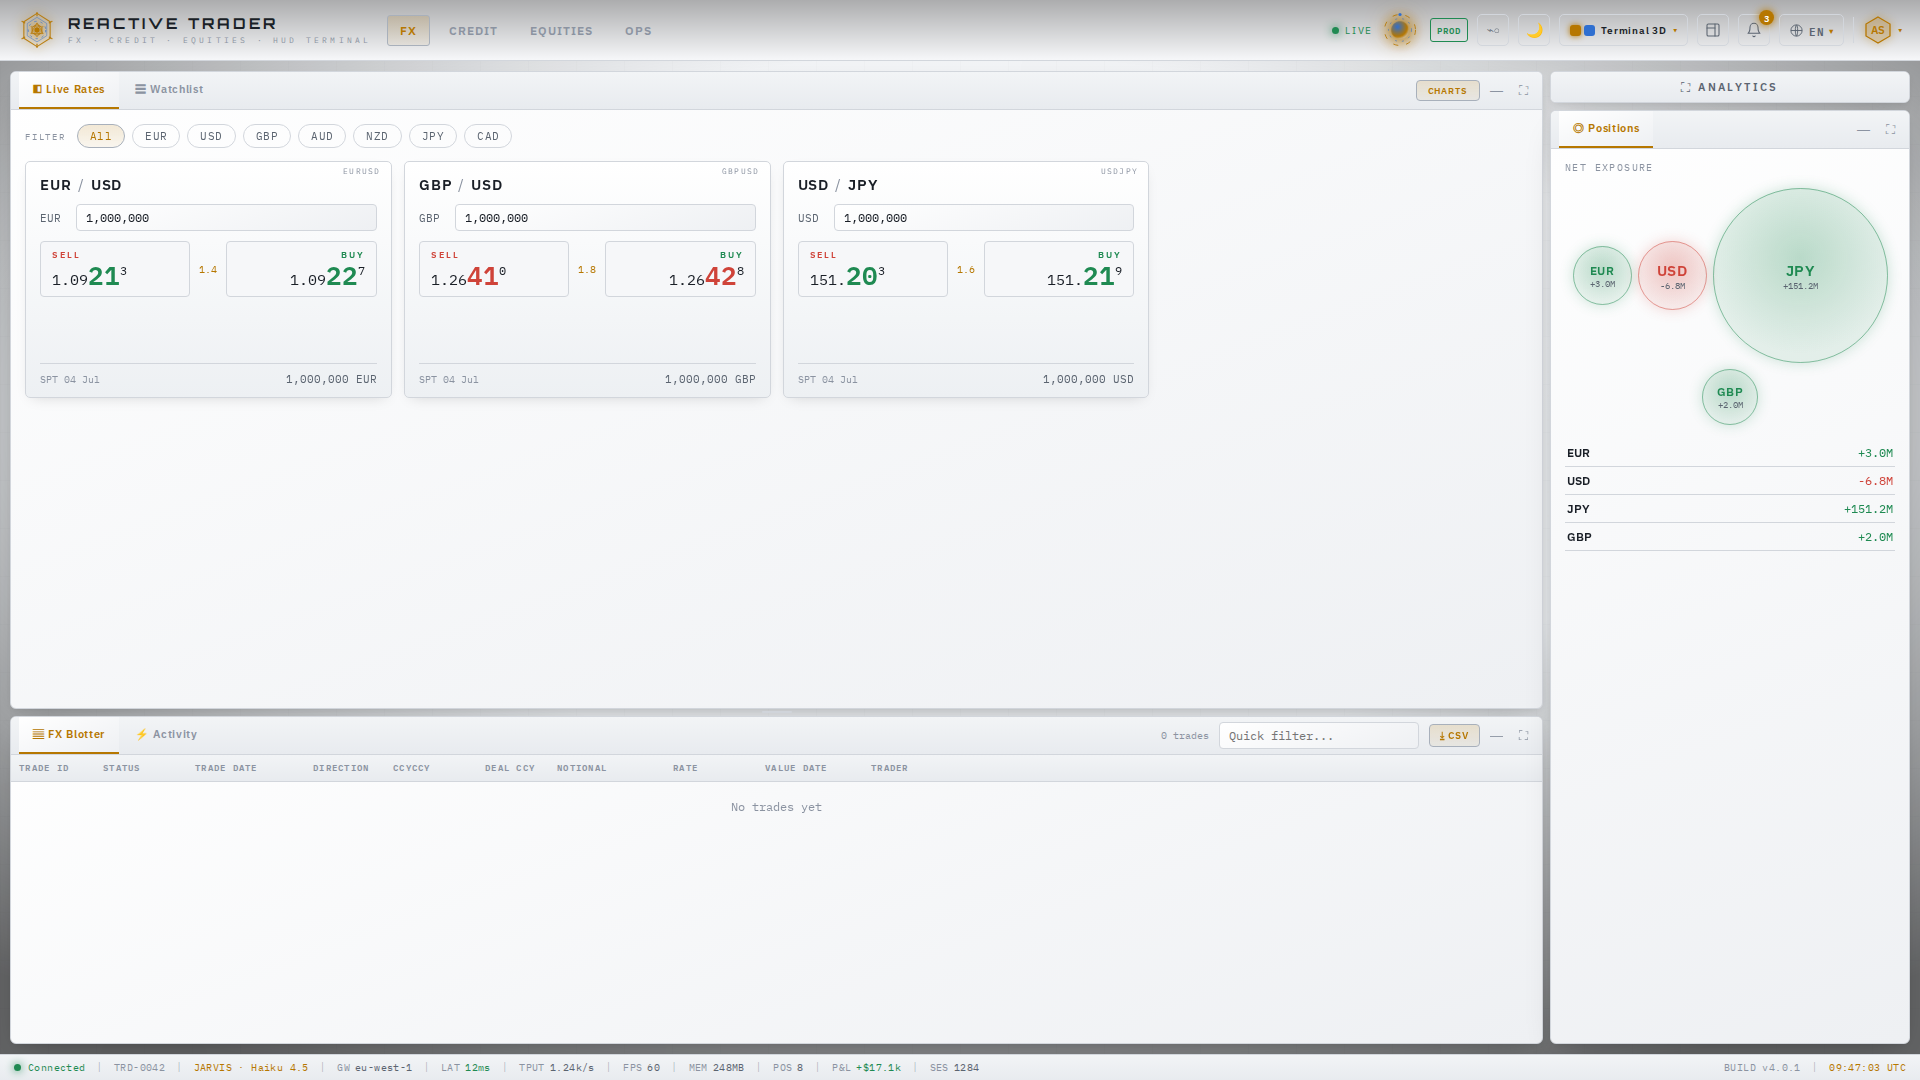 REACTIVE TRADER
FX · CREDIT · EQUITIES · HUD TERMINAL
FX CREDIT EQUITIES OPS
LIVE PROD Terminal 3D 3 EN AS
Live Rates Watchlist CHARTS
FILTER All EUR USD GBP AUD NZD JPY CAD
EURUSD
EUR / USD
EUR 1,000,000
SELL 1.09213
1.4
BUY 1.09227
SPT 04 Jul 1,000,000 EUR
GBPUSD
GBP / USD
GBP 1,000,000
SELL 1.26410
1.8
BUY 1.26428
SPT 04 Jul 1,000,000 GBP
USDJPY
USD / JPY
USD 1,000,000
SELL 151.203
1.6
BUY 151.219
SPT 04 Jul 1,000,000 USD
FX Blotter Activity 0 trades Quick filter... CSV
TRADE ID STATUS TRADE DATE DIRECTION CCYCCY DEAL CCY NOTIONAL RATE VALUE DATE TRADER
No trades yet
ANALYTICS
Positions
NET EXPOSURE
EUR
+3.0M
USD
-6.8M
JPY
+151.2M
GBP
+2.0M
EUR +3.0M
USD -6.8M
JPY +151.2M
GBP +2.0M
Connected | TRD-0042 | JARVIS · Haiku 4.5 | GW eu-west-1 | LAT 12ms | TPUT 1.24k/s | FPS 60 | MEM 248MB | POS 8 | P&L +$17.1k | SES 1284 BUILD v4.0.1 | 09:47:03 UTC